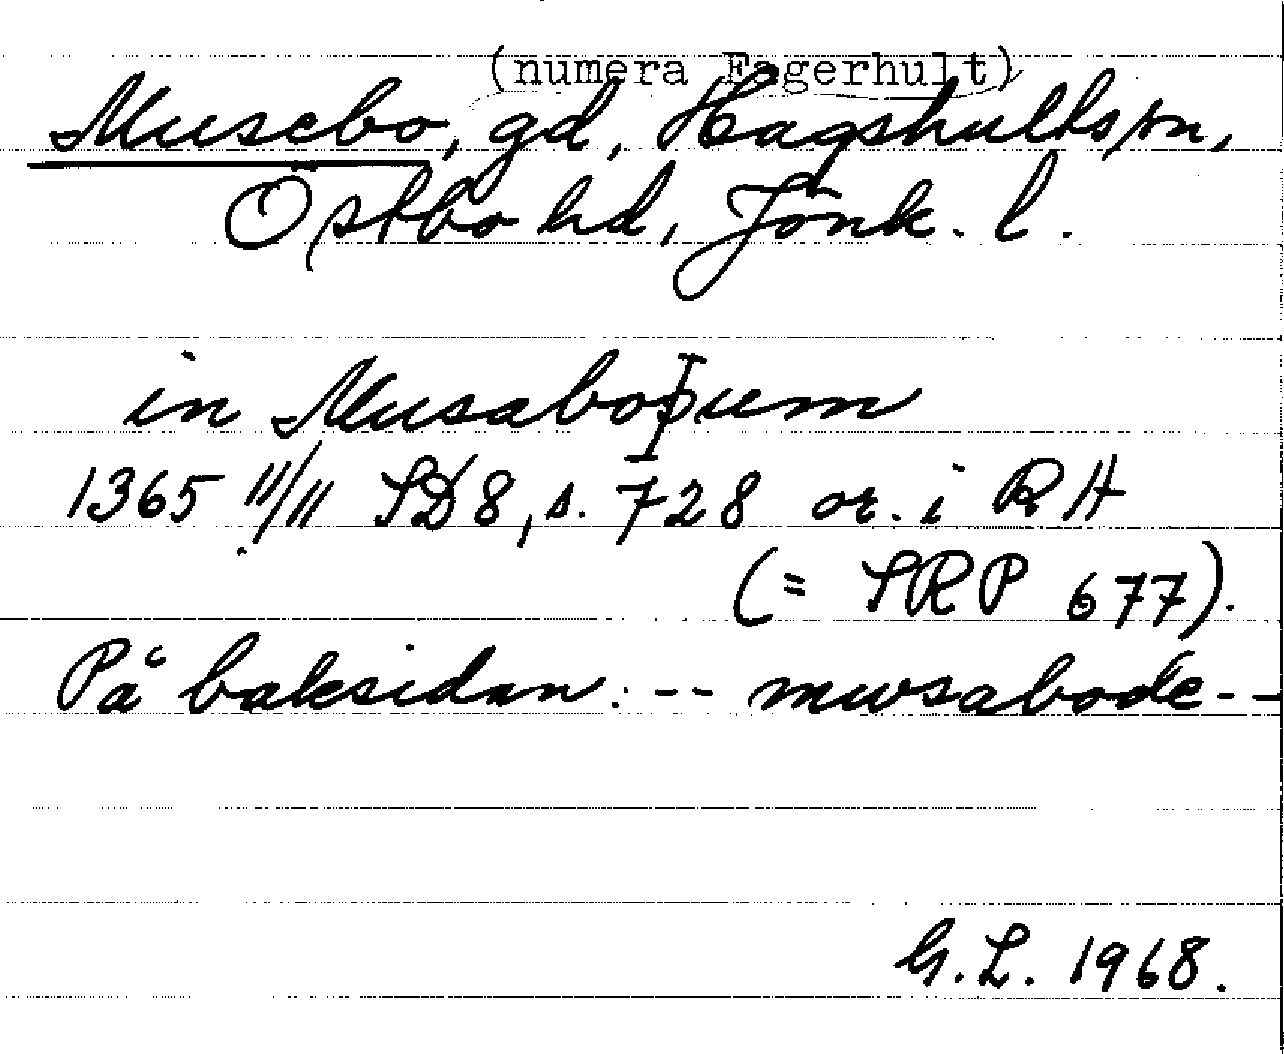 (numera Fagerhult)
Musebo, gd, Hagshults sn,
Östbo hd, Jönk. l.
in Musaboþum
1365 11/11 SD 8, s. 728 or. i RA
(= SRP 677).
På baksidan: -- mwsabode --
G. L. 1968.